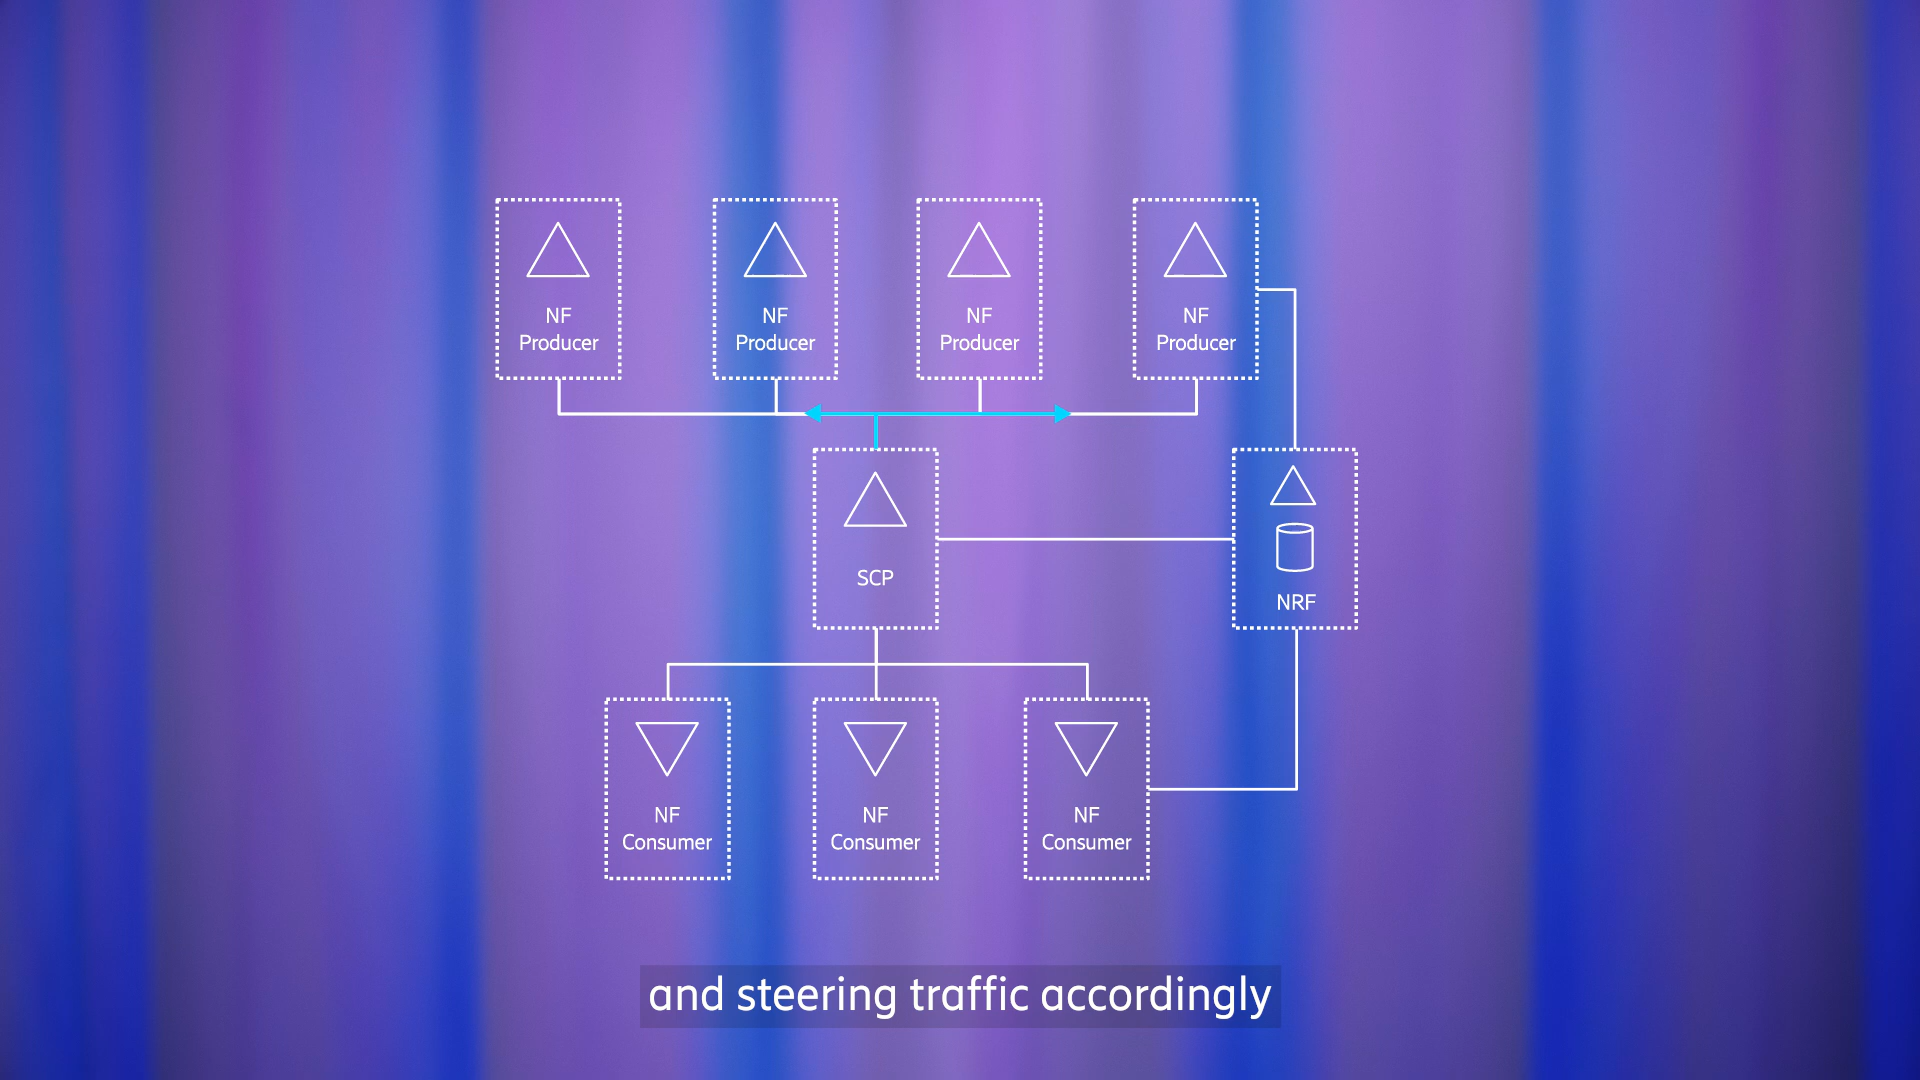 NF
Producer
NF
Producer
NF
Producer
NF
Producer
SCP
NRF
NF
Consumer
NF
Consumer
NF
Consumer
and steering traffic accordingly